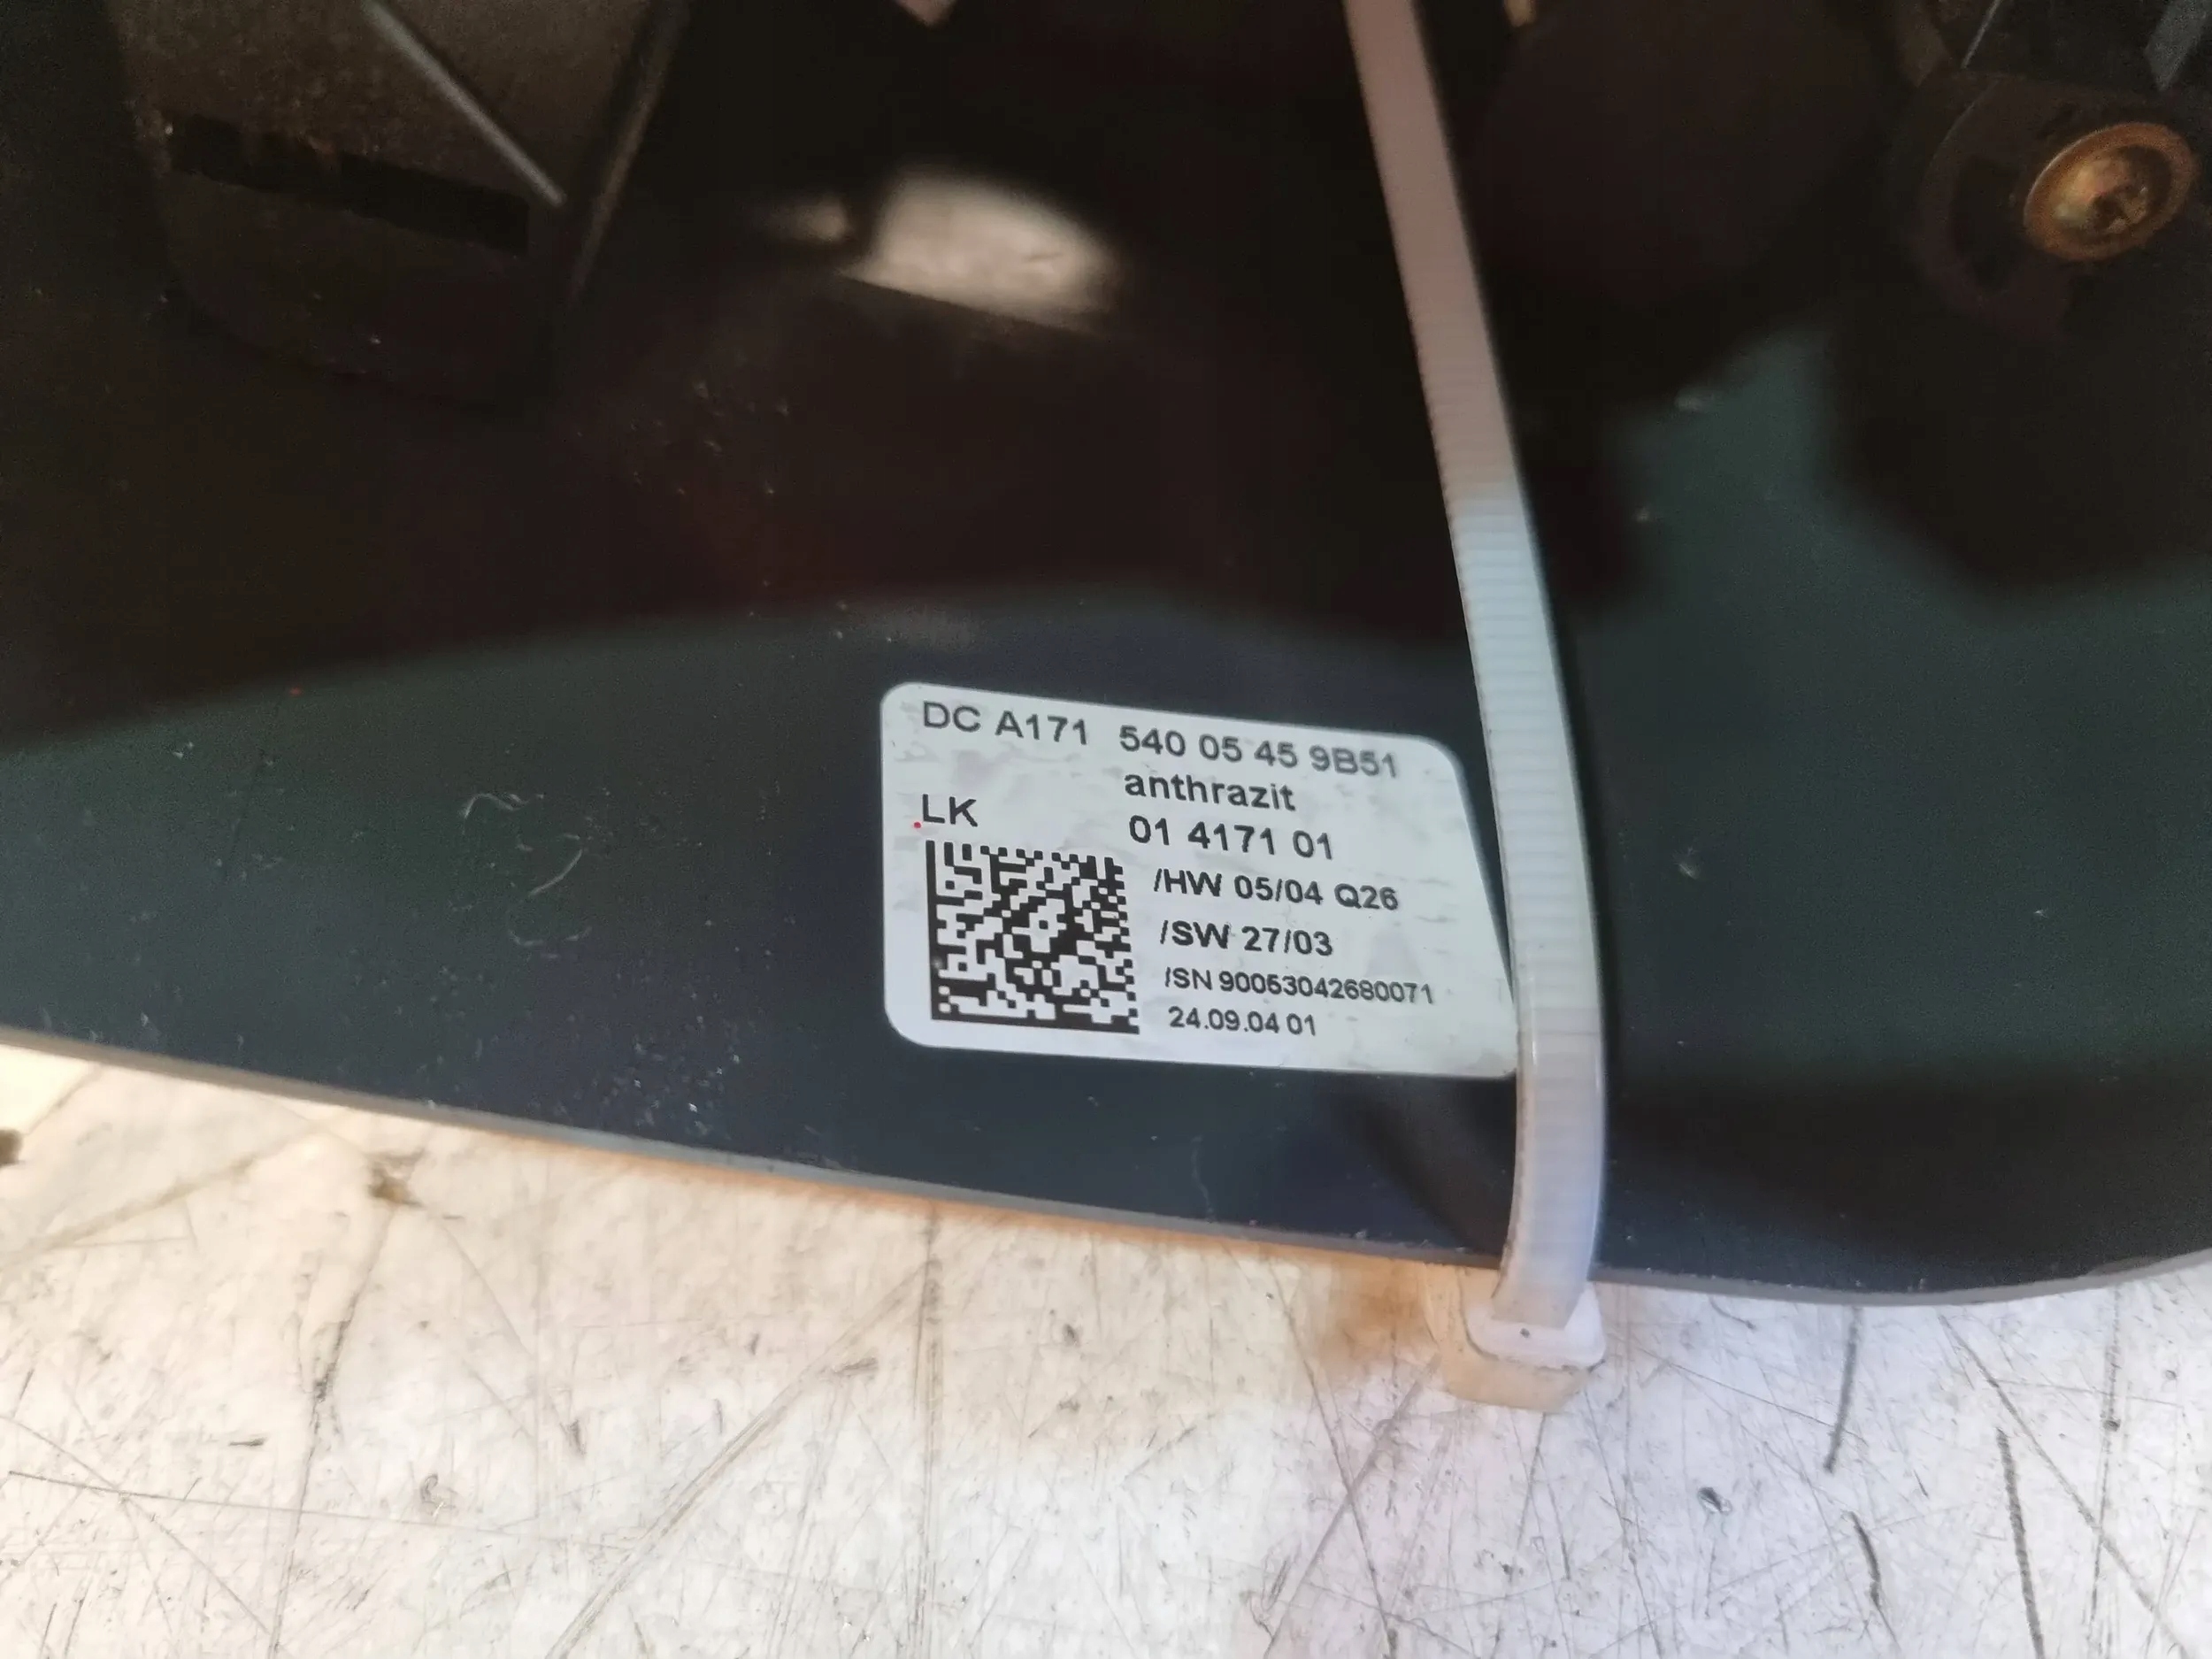 DC A171 540 05 45 9B51
anthrazit
LK
01 4171 01
/HW 05/04 Q26
/SW 27/03
/SN 90053042680071
24.09.04 01